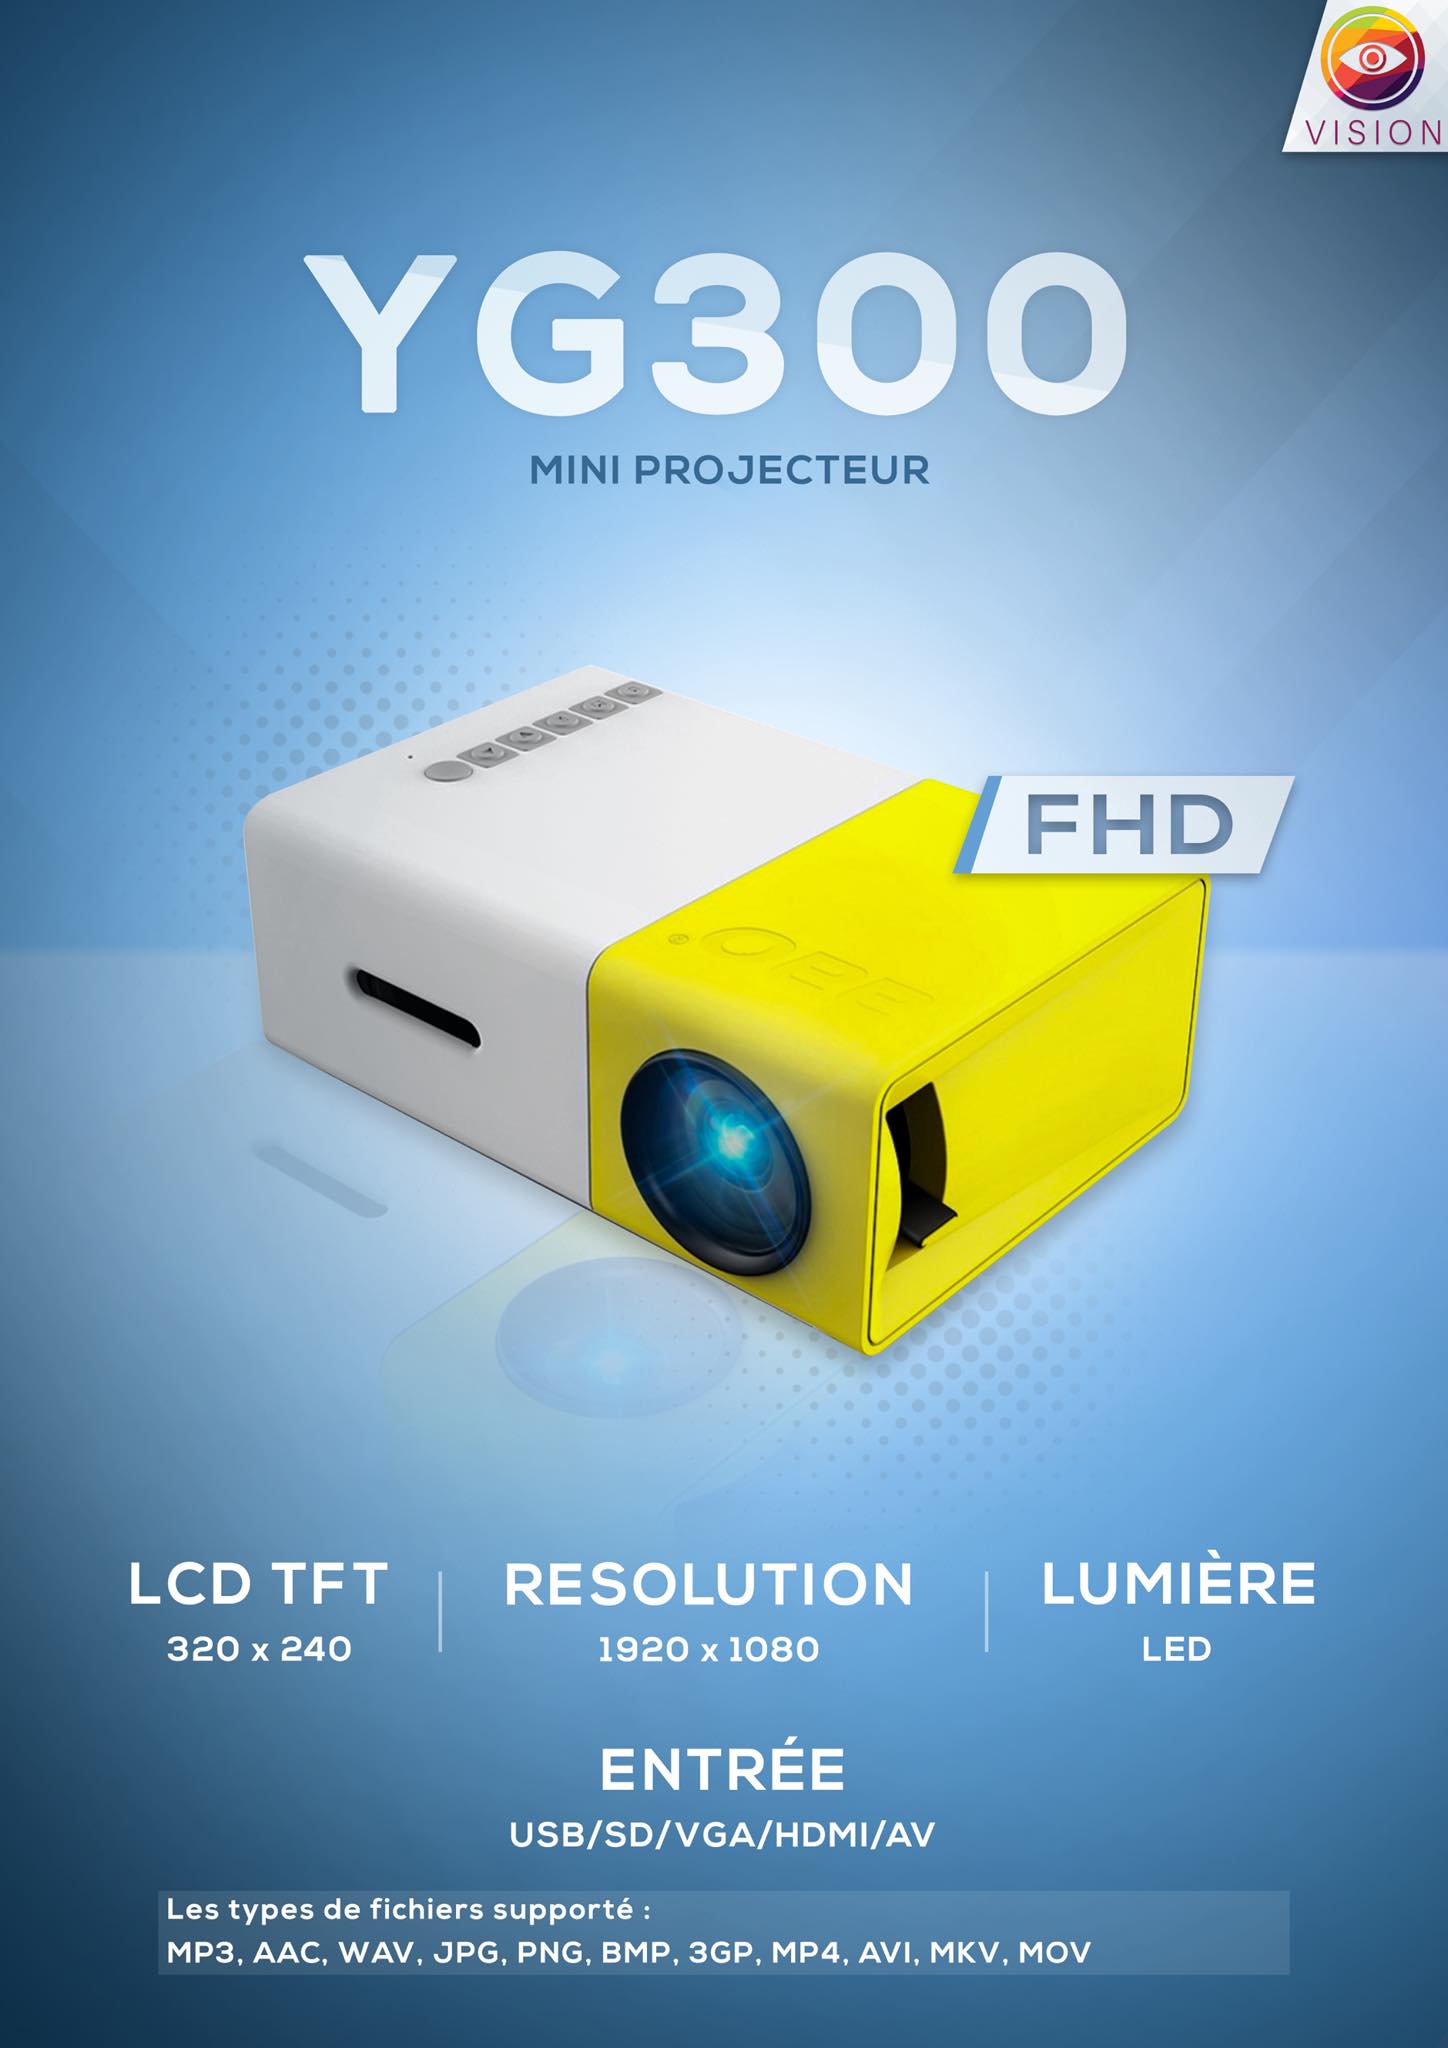 VISION
YG300
MINI PROJECTEUR
FHD
LCD TFT
320 x 240
RESOLUTION
1920 x 1080
LUMIÈRE
LED
ENTRÉE
USB/SD/VGA/HDMI/AV
Les types de fichiers supporté :
MP3, AAC, WAV, JPG, PNG, BMP, 3GP, MP4, AVI, MKV, MOV